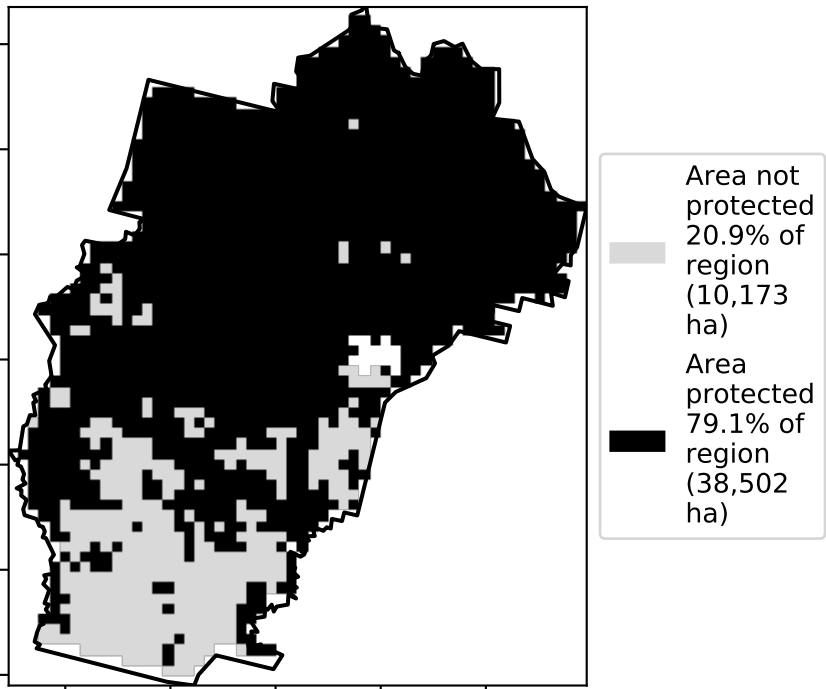 Area not
protected
20.9% of
region
(10,173
ha)
Area
protected
79.1% of
region
(38,502
ha)